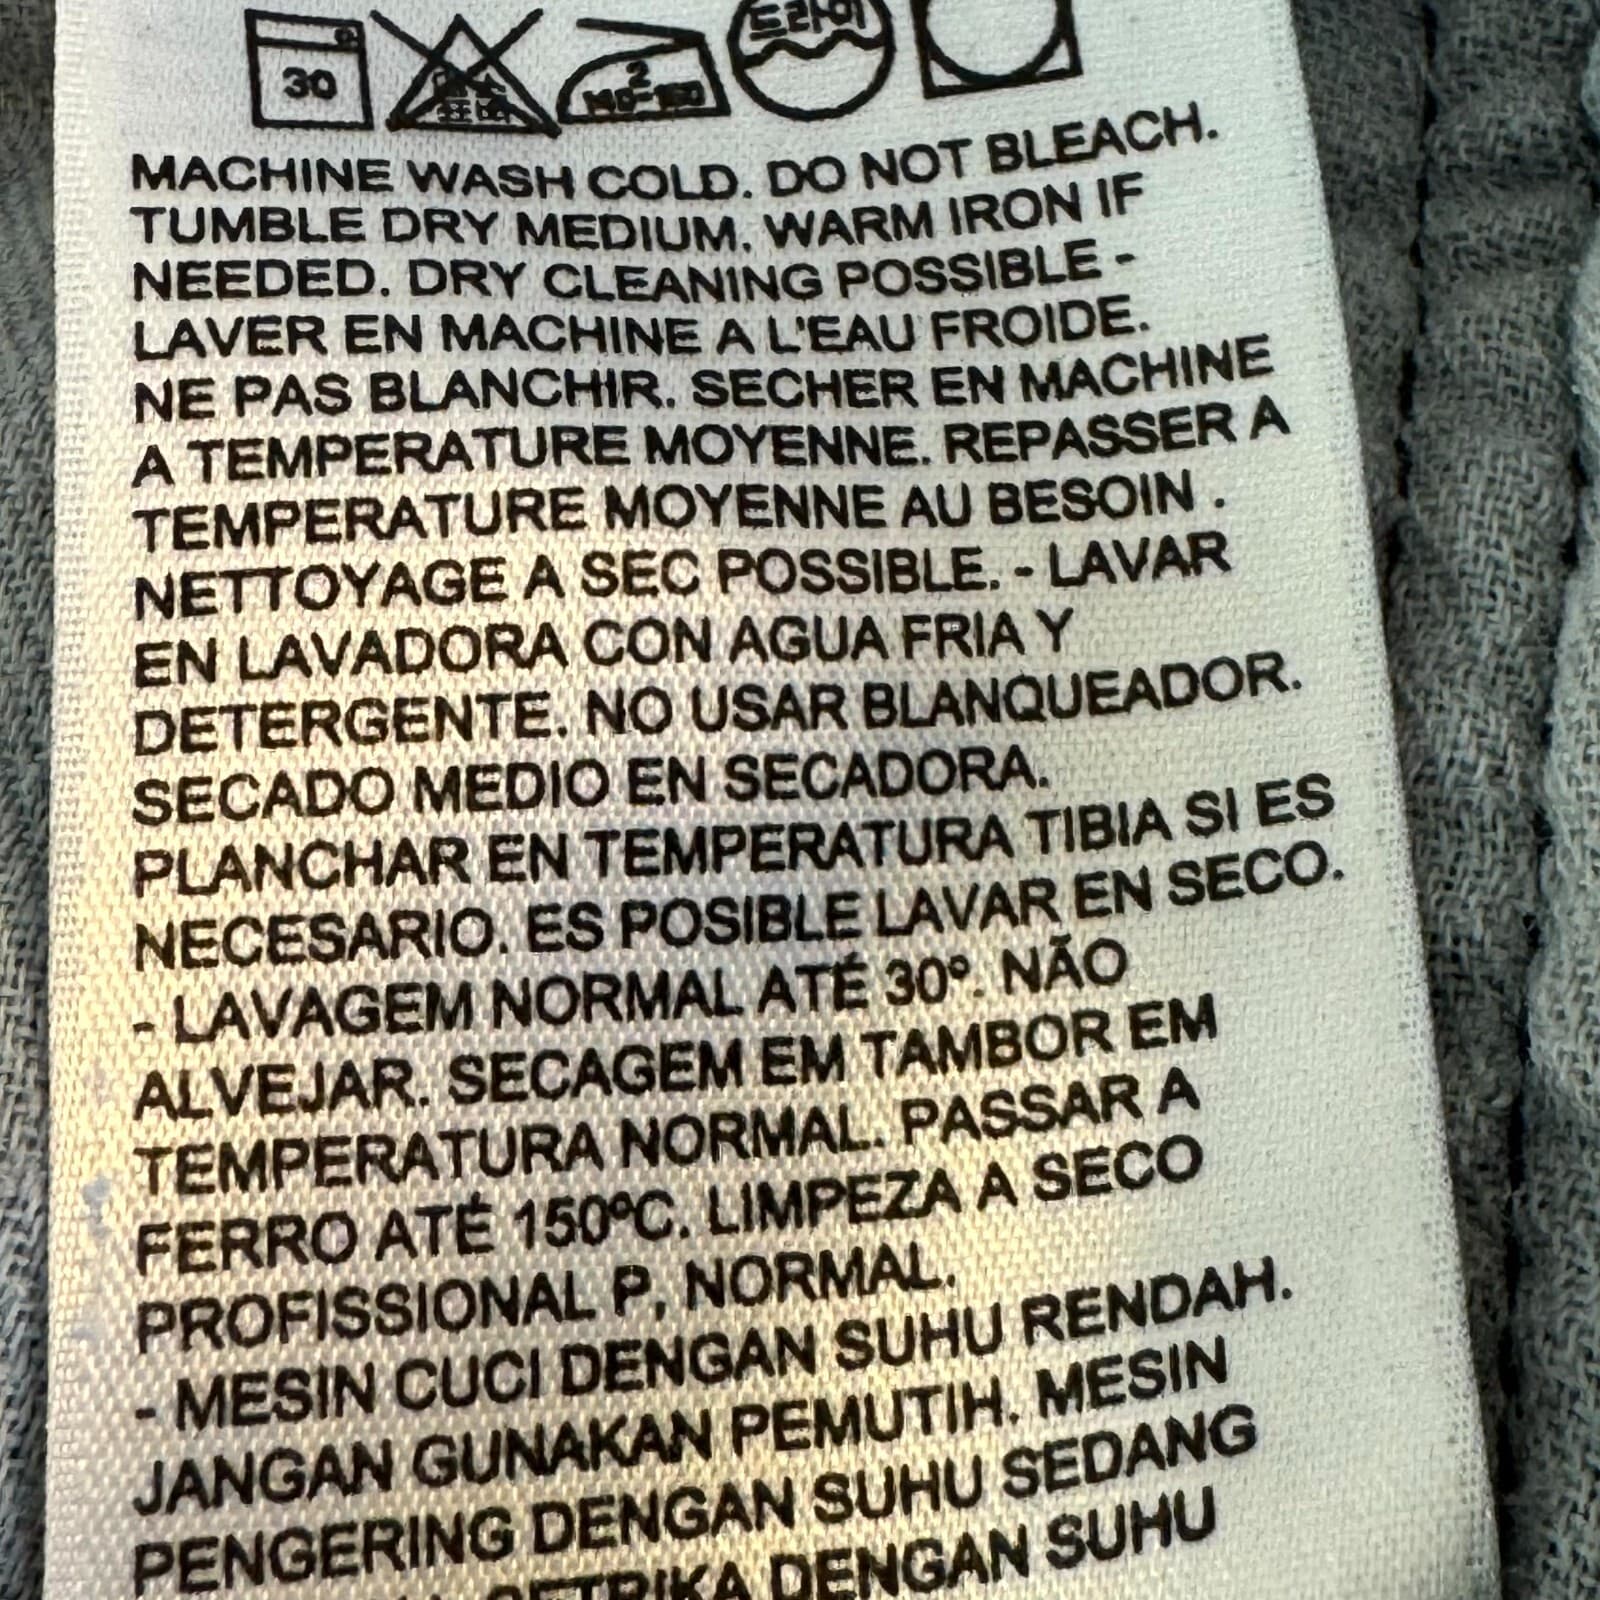 30
2
드라이
MACHINE WASH COLD. DO NOT BLEACH.
TUMBLE DRY MEDIUM. WARM IRON IF
NEEDED. DRY CLEANING POSSIBLE -
LAVER EN MACHINE A L'EAU FROIDE.
NE PAS BLANCHIR. SECHER EN MACHINE
A TEMPERATURE MOYENNE. REPASSER A
TEMPERATURE MOYENNE AU BESOIN .
NETTOYAGE A SEC POSSIBLE. - LAVAR
EN LAVADORA CON AGUA FRIA Y
DETERGENTE. NO USAR BLANQUEADOR.
SECADO MEDIO EN SECADORA.
PLANCHAR EN TEMPERATURA TIBIA SI ES
NECESARIO. ES POSIBLE LAVAR EN SECO.
- LAVAGEM NORMAL ATÉ 30º. NÃO
ALVEJAR. SECAGEM EM TAMBOR EM
TEMPERATURA NORMAL. PASSAR A
FERRO ATÉ 150ºC. LIMPEZA A SECO
PROFISSIONAL P, NORMAL.
- MESIN CUCI DENGAN SUHU RENDAH.
JANGAN GUNAKAN PEMUTIH. MESIN
PENGERING DENGAN SUHU SEDANG
SETRIKA DENGAN SUHU